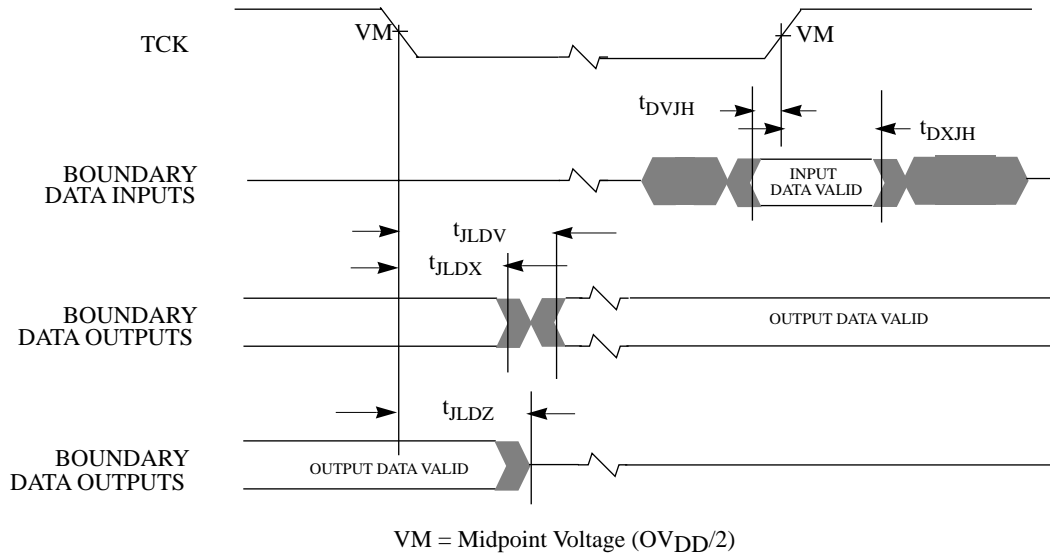 TCK
VM
VM
tDVJH
tDXJH
BOUNDARY
DATA INPUTS
INPUT
DATA VALID
tJLDV
tJLDX
BOUNDARY
DATA OUTPUTS
OUTPUT DATA VALID
tJLDZ
BOUNDARY
DATA OUTPUTS
OUTPUT DATA VALID
VM = Midpoint Voltage (OVDD/2)